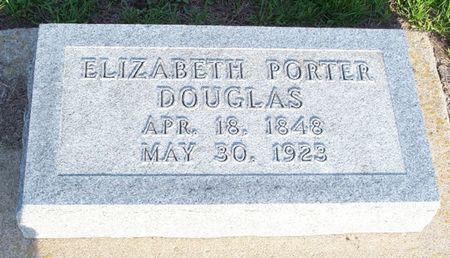 ELIZABETH PORTER
DOUGLAS
APR. 18, 1848
MAY 30, 1923